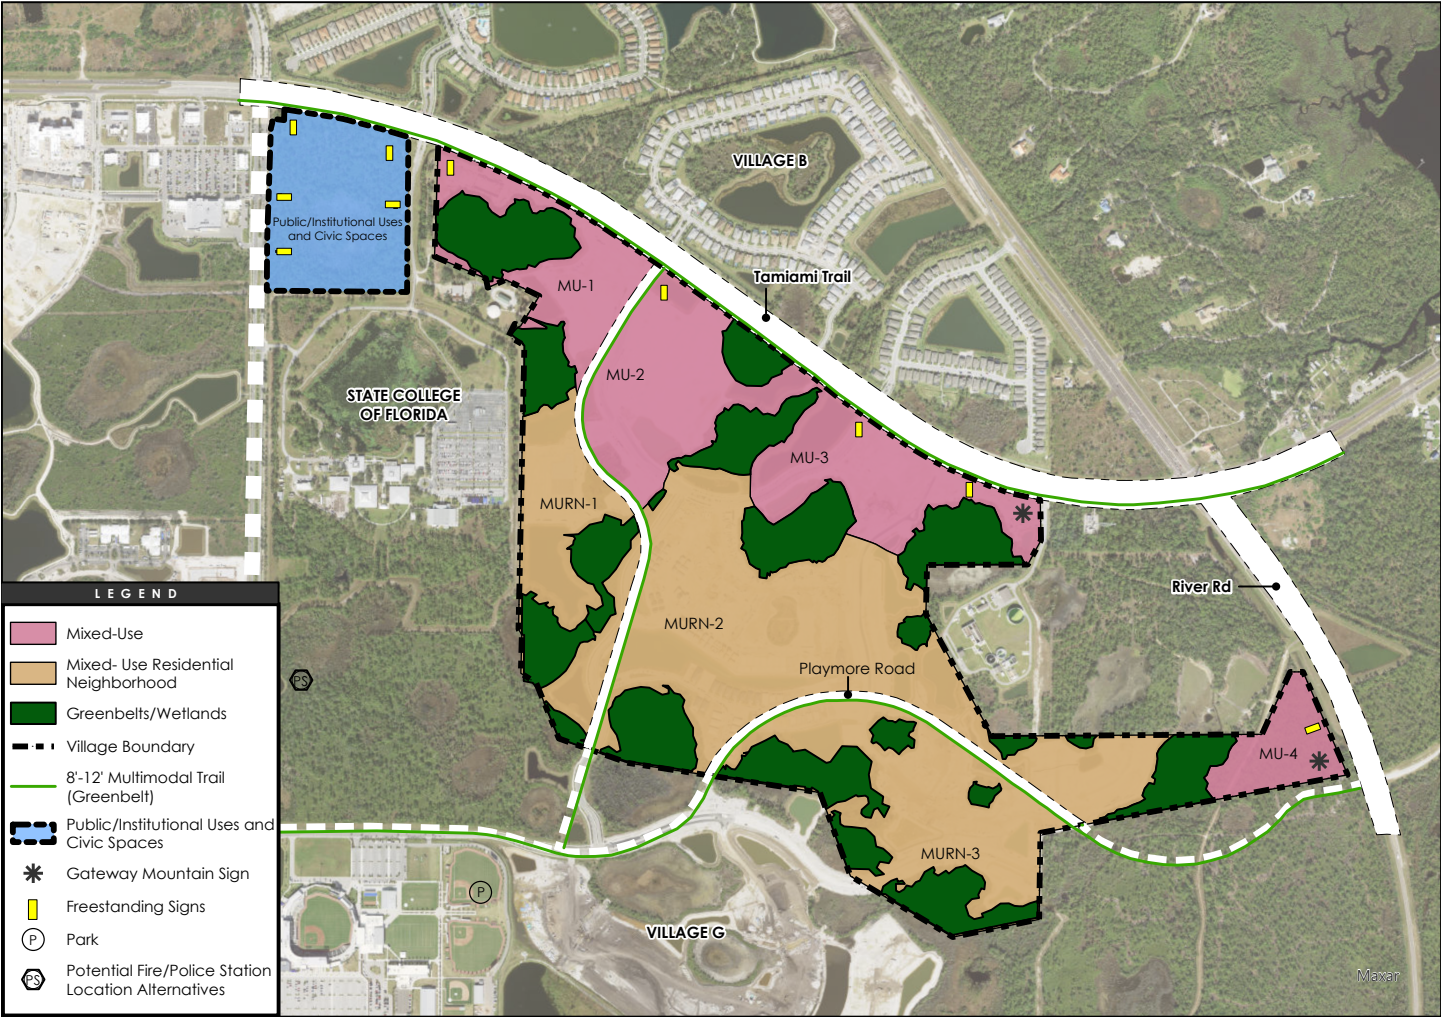 VILLAGE B
Public/Institutional Uses
and Civic Spaces
Tamiami Trail
MU-1
MU-2
STATE COLLEGE
OF FLORIDA
MU-3
MURN-1
River Rd
MURN-2
Playmore Road
MU-4
MURN-3
VILLAGE G
P
PS
Maxar
LEGEND
Mixed-Use
Mixed- Use Residential
Neighborhood
Greenbelts/Wetlands
Village Boundary
8'-12' Multimodal Trail
(Greenbelt)
Public/Institutional Uses and
Civic Spaces
Gateway Mountain Sign
Freestanding Signs
P Park
PS Potential Fire/Police Station
Location Alternatives